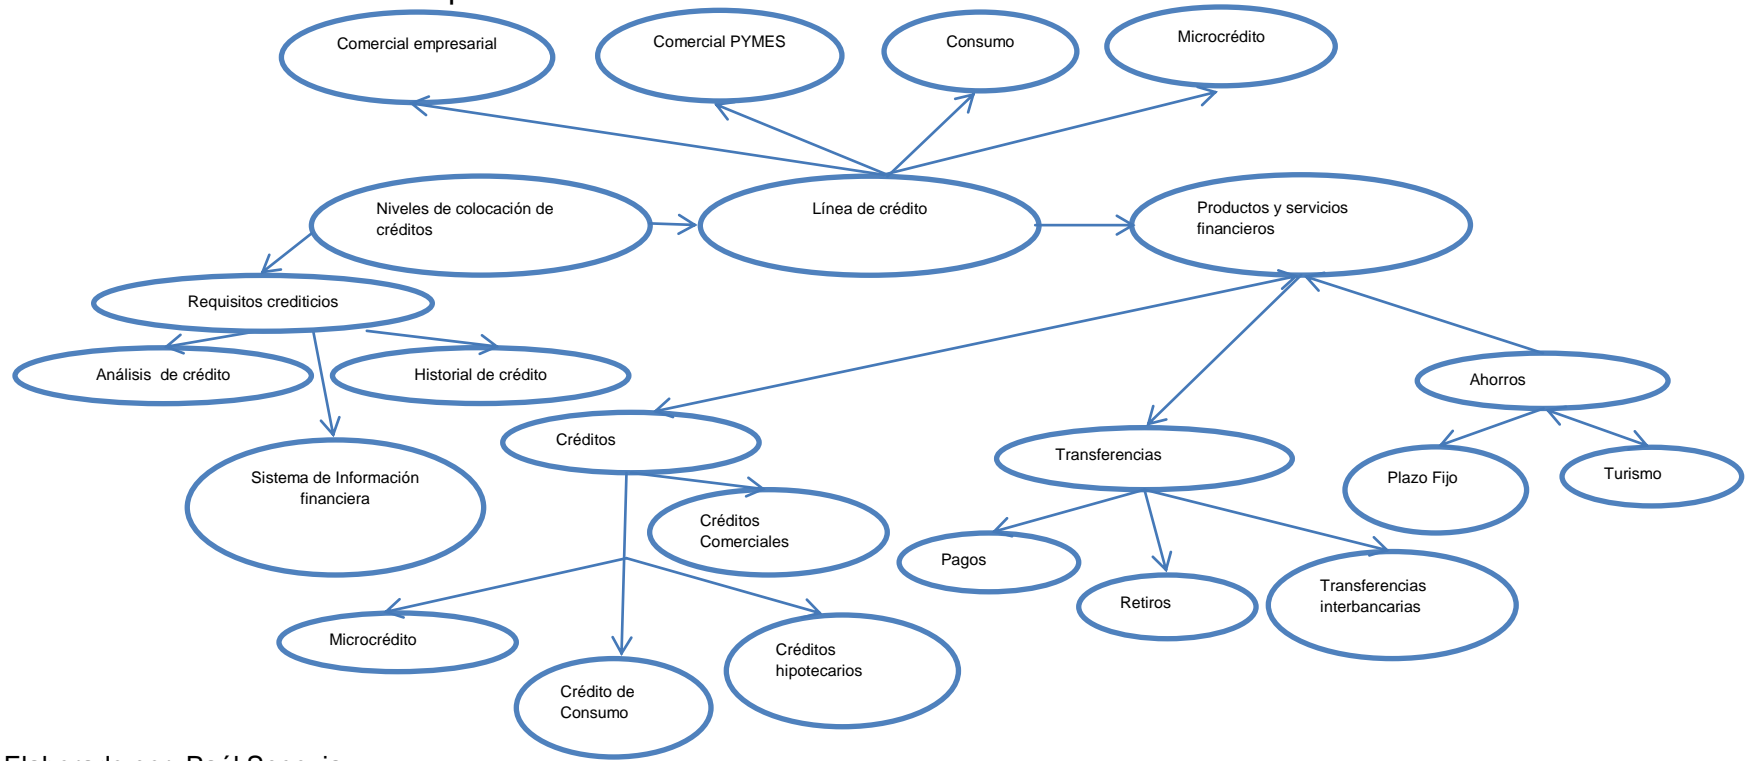 Comercial empresarial
Comercial PYMES
Consumo
Microcrédito
Niveles de colocación de
créditos
Línea de crédito
Productos y servicios
financieros
Requisitos crediticios
Análisis  de crédito
Historial de crédito
Ahorros
Créditos
Transferencias
Sistema de Información
financiera
Plazo Fijo
Turismo
Créditos
Comerciales
Pagos
Retiros
Transferencias
interbancarias
Microcrédito
Créditos
hipotecarios
Crédito de
Consumo